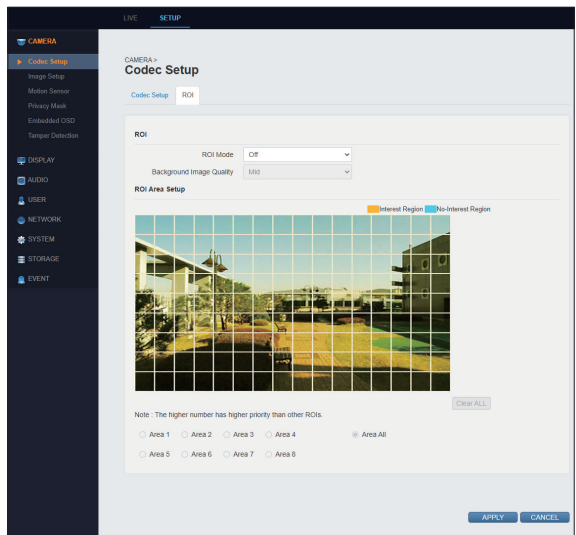 LIVE SETUP
CAMERA
Codec Setup
Image Setup
Motion Sensor
Privacy Mask
Embedded OSD
Tamper Detection
DISPLAY
AUDIO
USER
NETWORK
SYSTEM
STORAGE
EVENT
CAMERA >
Codec Setup
Codec Setup ROI
ROI
ROI Mode Off
Background Image Quality Mid
ROI Area Setup
Interest Region No-Interest Region
Clear ALL
Note : The higher number has higher priority than other ROIs.
Area 1 Area 2 Area 3 Area 4 Area All
Area 5 Area 6 Area 7 Area 8
APPLY CANCEL